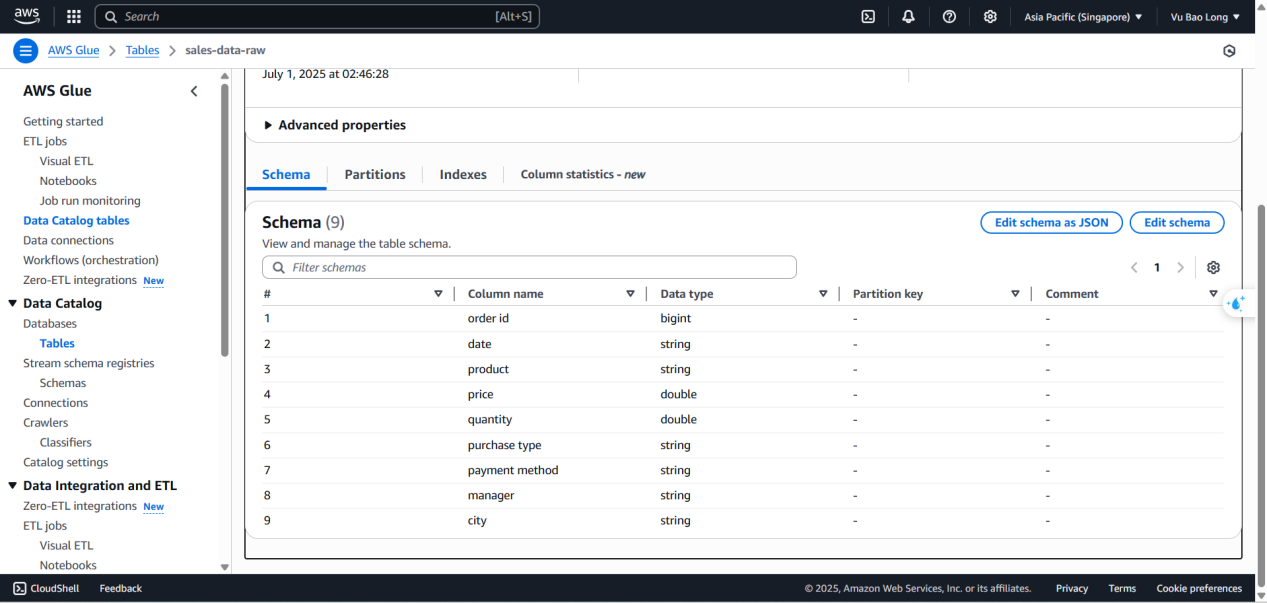 aws
Search [Alt+S] Asia Pacific (Singapore) Vu Bao Long
AWS Glue Tables sales-data-raw
AWS Glue
Getting started
ETL jobs
Visual ETL
Notebooks
Job run monitoring
Data Catalog tables
Data connections
Workflows (orchestration)
Zero-ETL integrations New
Data Catalog
Databases
Tables
Stream schema registries
Schemas
Connections
Crawlers
Classifiers
Catalog settings
Data Integration and ETL
Zero-ETL integrations New
ETL jobs
Visual ETL
Notebooks
July 1, 2025 at 02:46:28
Advanced properties
Schema Partitions Indexes Column statistics - new
Schema (9) Edit schema as JSON Edit schema
View and manage the table schema.
Filter schemas 1
# Column name Data type Partition key Comment
1 order id bigint - -
2 date string - -
3 product string - -
4 price double - -
5 quantity double - -
6 purchase type string - -
7 payment method string - -
8 manager string - -
9 city string - -
CloudShell Feedback © 2025, Amazon Web Services, Inc. or its affiliates. Privacy Terms Cookie preferences